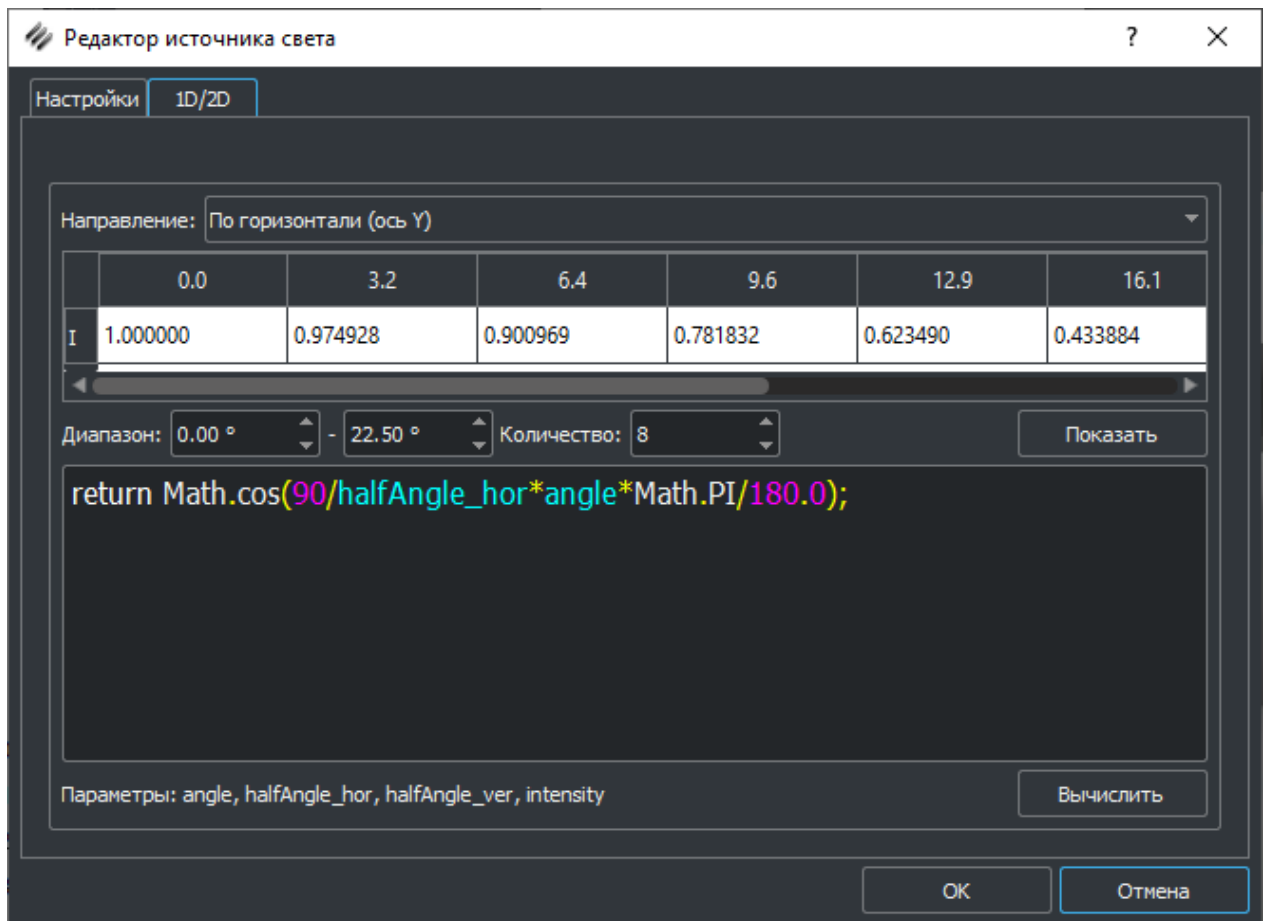 Редактор источника света ? ×
Настройки 1D/2D
Направление: По горизонтали (ось Y)
0.0 3.2 6.4 9.6 12.9 16.1
I 1.000000 0.974928 0.900969 0.781832 0.623490 0.433884
Диапазон: 0.00 ° - 22.50 ° Количество: 8 Показать
return Math.cos(90/halfAngle_hor*angle*Math.PI/180.0);
Параметры: angle, halfAngle_hor, halfAngle_ver, intensity Вычислить
OK Отмена